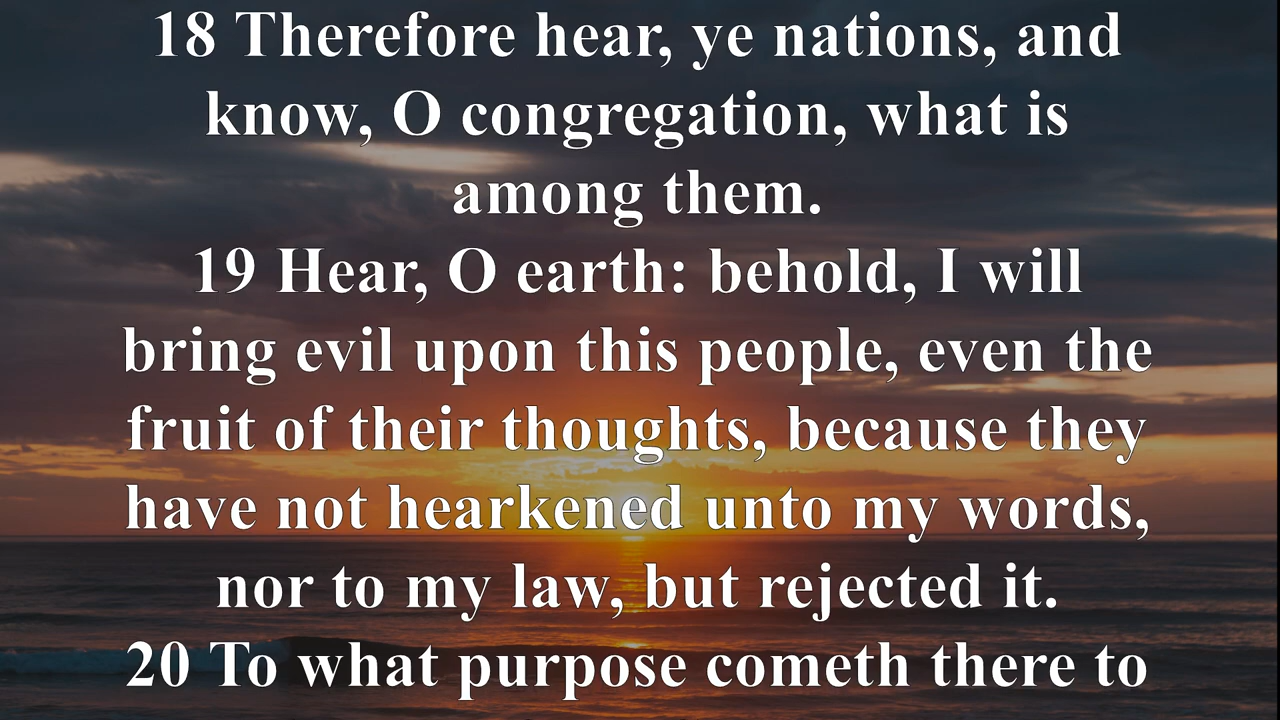 18 Therefore hear, ye nations, and
know, O congregation, what is
among them.
19 Hear, O earth: behold, I will
bring evil upon this people, even the
fruit of their thoughts, because they
have not hearkened unto my words,
nor to my law, but rejected it.
20 To what purpose cometh there to